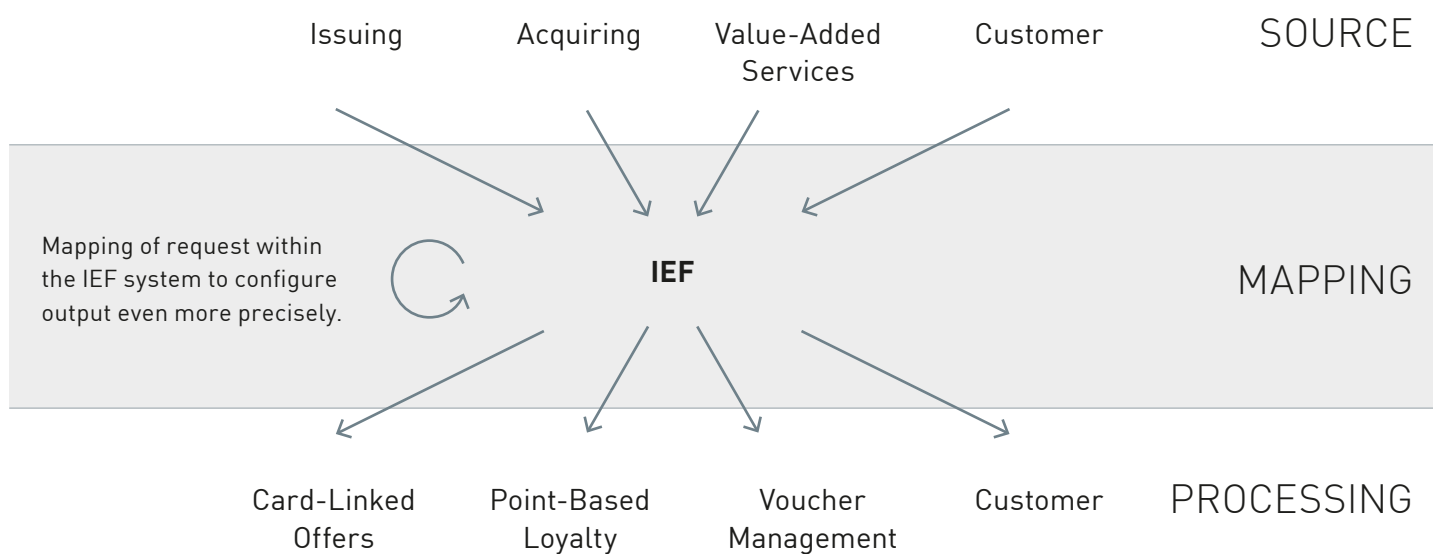 Issuing
Acquiring
Value-Added
Services
Customer
SOURCE
Mapping of request within
the IEF system to configure
output even more precisely.
IEF
MAPPING
Card-Linked
Offers
Point-Based
Loyalty
Voucher
Management
Customer
PROCESSING